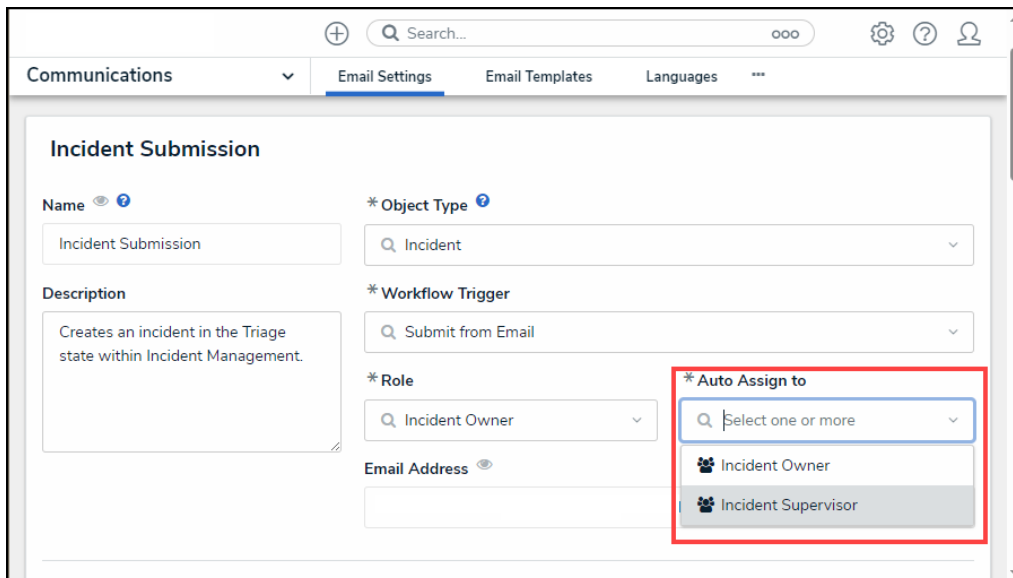 Search...
Communications
Email Settings Email Templates Languages
Incident Submission
Name
* Object Type
Incident Submission
Incident
Description
* Workflow Trigger
Creates an incident in the Triage
state within Incident Management.
Submit from Email
* Role
* Auto Assign to
Incident Owner
Select one or more
Incident Owner
Email Address
Incident Supervisor